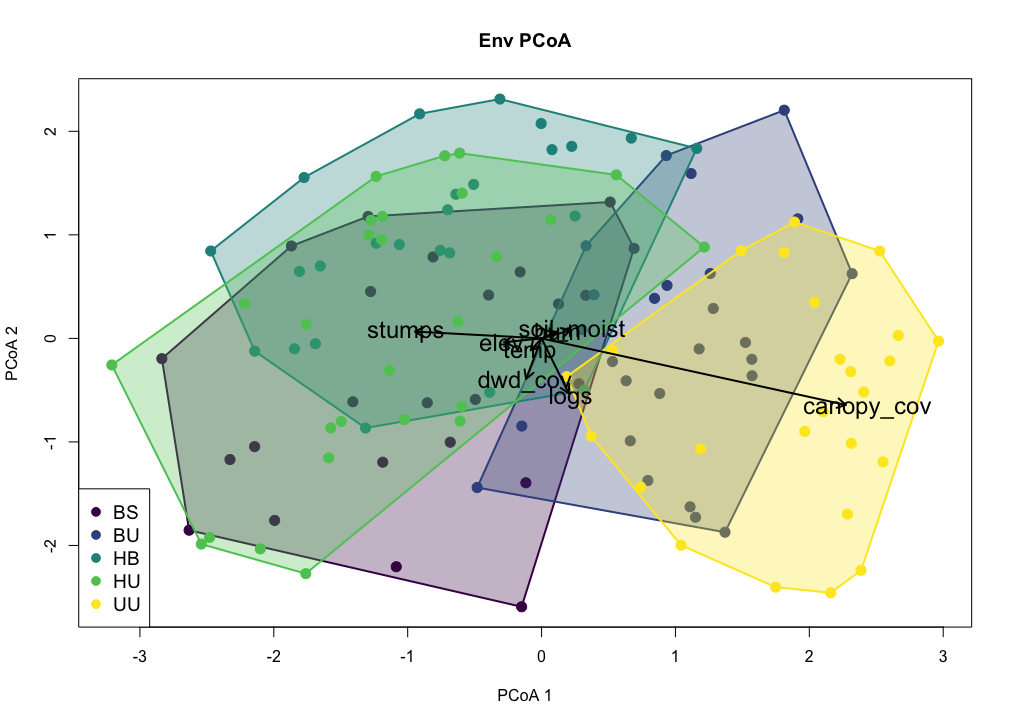 Env PCoA
PCoA 2
2
1
0
-1
-2
stumps
soil_moist
elev
temp
dwd_cov
logs
canopy_cov
BS
BU
HB
HU
UU
-3
-2
-1
0
1
2
3
PCoA 1